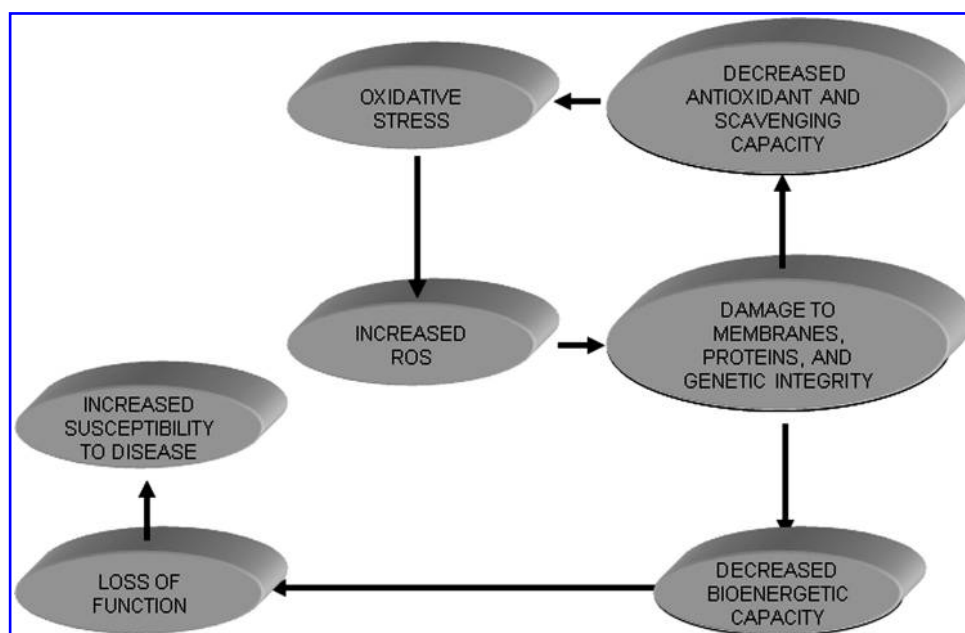 OXIDATIVE
STRESS
DECREASED
ANTIOXIDANT AND
SCAVENGING
CAPACITY
INCREASED
ROS
DAMAGE TO
MEMBRANES,
PROTEINS, AND
GENETIC INTEGRITY
INCREASED
SUSCEPTIBILITY
TO DISEASE
LOSS OF
FUNCTION
DECREASED
BIOENERGETIC
CAPACITY